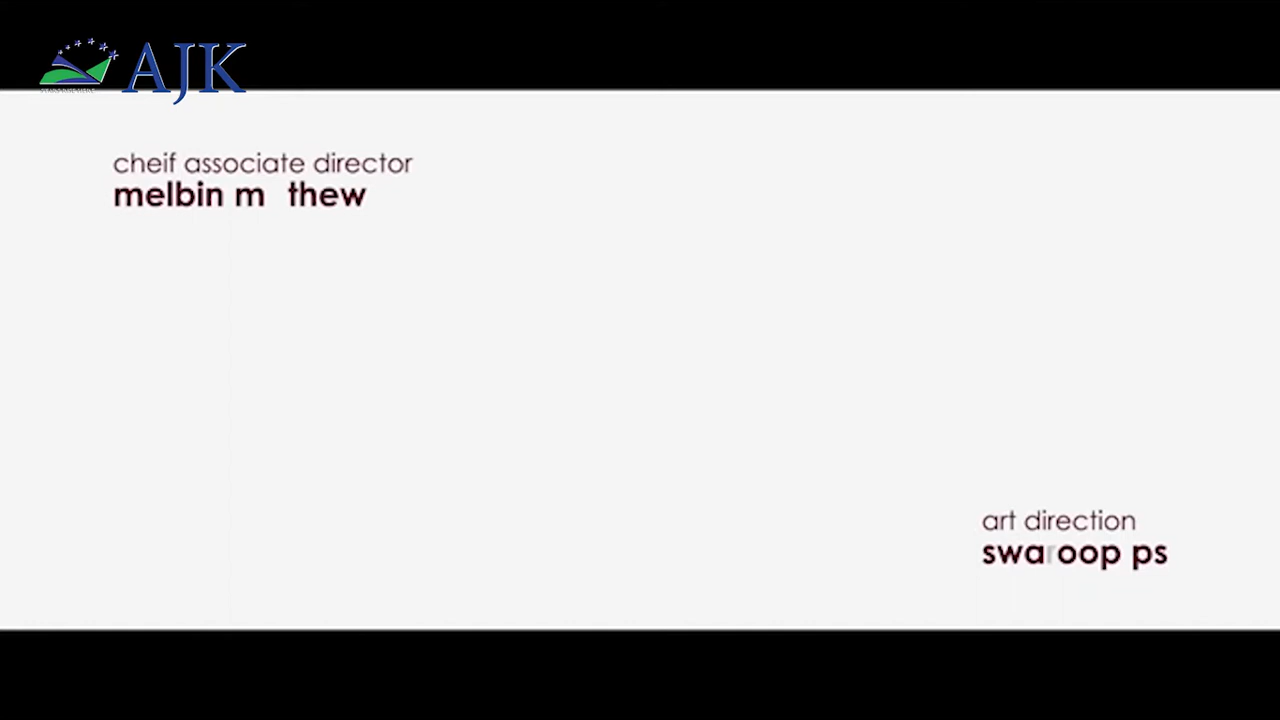 AJK
cheif associate director
melbin m thew
art direction
swaroop ps